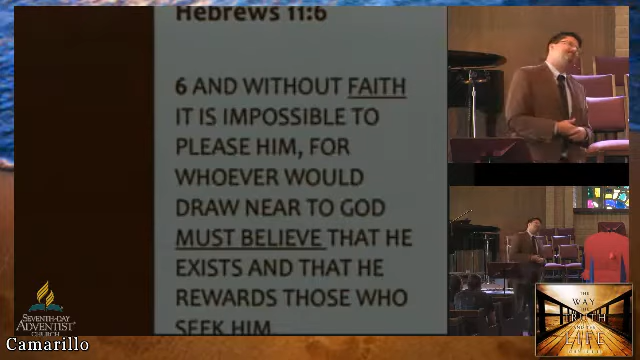 Hebrews 11:6
6 AND WITHOUT FAITH
IT IS IMPOSSIBLE TO
PLEASE HIM, FOR
WHOEVER WOULD
DRAW NEAR TO GOD
MUST BELIEVE THAT HE
EXISTS AND THAT HE
REWARDS THOSE WHO
SEEK HIM
SEVENTH-DAY
ADVENTIST
CHURCH
Camarillo
THE
WAY
TRUTH
AND THE
LIFE